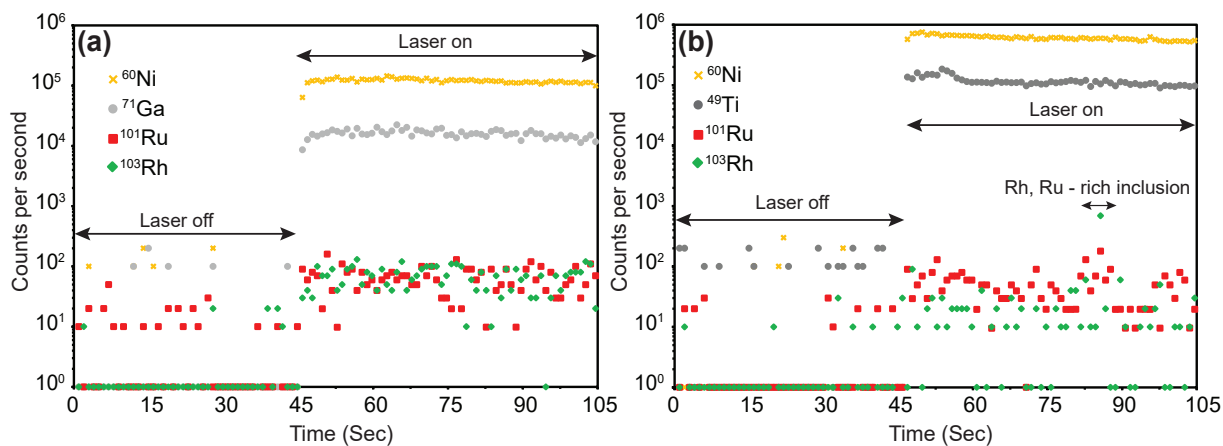 (a)
Laser on
⁶⁰Ni
⁷¹Ga
¹⁰¹Ru
¹⁰³Rh
Laser off
10⁶
10⁵
10⁴
10³
10²
10¹
10⁰
Counts per second
0 15 30 45 60 75 90 105
Time (Sec)
(b)
⁶⁰Ni
⁴⁹Ti
¹⁰¹Ru
¹⁰³Rh
Laser on
Rh, Ru - rich inclusion
Laser off
10⁶
10⁵
10⁴
10³
10²
10¹
10⁰
Counts per second
0 15 30 45 60 75 90 105
Time (Sec)